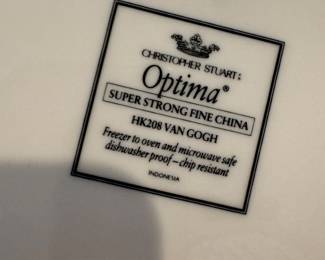 CHRISTOPHER STUART:
Optima®
SUPER STRONG FINE CHINA
HK208 VAN GOGH
Freezer to oven and microwave safe
dishwasher proof – chip resistant
INDONESIA